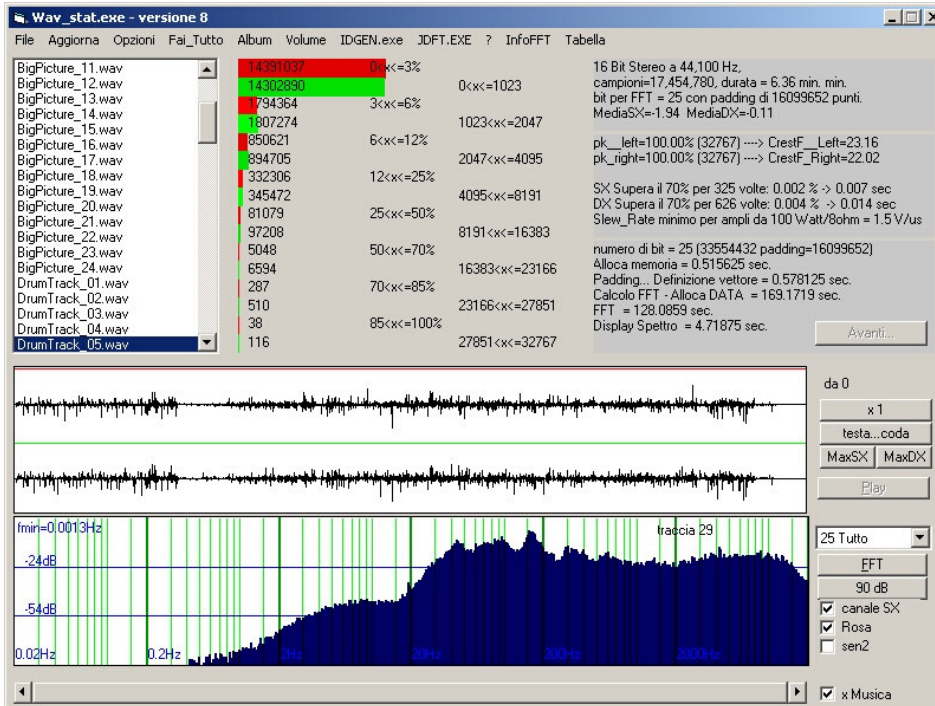 Wav_stat.exe - versione 8
File Aggiorna Opzioni Fai_Tutto Album Volume IDGEN.exe JDFT.EXE ? InfoFFT Tabella
BigPicture_11.wav
BigPicture_12.wav
BigPicture_13.wav
BigPicture_14.wav
BigPicture_15.wav
BigPicture_16.wav
BigPicture_17.wav
BigPicture_18.wav
BigPicture_19.wav
BigPicture_20.wav
BigPicture_21.wav
BigPicture_22.wav
BigPicture_23.wav
BigPicture_24.wav
DrumTrack_01.wav
DrumTrack_02.wav
DrumTrack_03.wav
DrumTrack_04.wav
DrumTrack_05.wav
14391037 0<x<=3%
14302890 0<x<=1023
1794364 3<x<=6%
1807274 1023<x<=2047
850621 6<x<=12%
894705 2047<x<=4095
332306 12<x<=25%
345472 4095<x<=8191
81079 25<x<=50%
97208 8191<x<=16383
5048 50<x<=70%
6594 16383<x<=23166
287 70<x<=85%
510 23166<x<=27851
38 85<x<=100%
116 27851<x<=32767
16 Bit Stereo a 44,100 Hz,
campioni=17,454,780, durata = 6.36 min. min.
bit per FFT = 25 con padding di 16099652 punti.
MediaSX=-1.94 MediaDX=-0.11
pk__left=100.00% (32767) ----> CrestF__Left=23.16
pk_right=100.00% (32767) ----> CrestF_Right=22.02
SX Supera il 70% per 325 volte: 0.002 % -> 0.007 sec
DX Supera il 70% per 626 volte: 0.004 % -> 0.014 sec
Slew_Rate minimo per ampli da 100 Watt/8ohm = 1.5 V/us
numero di bit = 25 (33554432 padding=16099652)
Alloca memoria = 0.515625 sec.
Padding... Definizione vettore = 0.578125 sec.
Calcolo FFT - Alloca DATA = 169.1719 sec.
FFT = 128.0859 sec.
Display Spettro = 4.71875 sec.
Avanti...
da 0
x 1
testa...coda
MaxSX MaxDX
Play
fmin=0.0013Hz
traccia 29
-24dB
-54dB
0.02Hz 0.2Hz 2Hz 20Hz 200Hz 2000Hz
25 Tutto
FFT
90 dB
canale SX
Rosa
sen2
x Musica